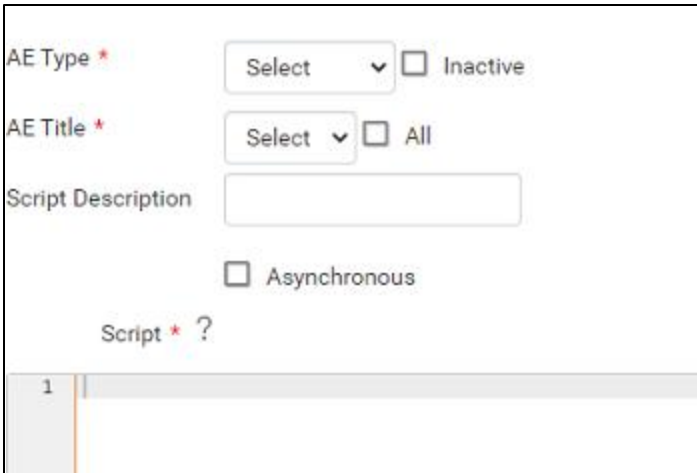 AE Type * Select Inactive
AE Title * Select All
Script Description
Asynchronous
Script * ?
1